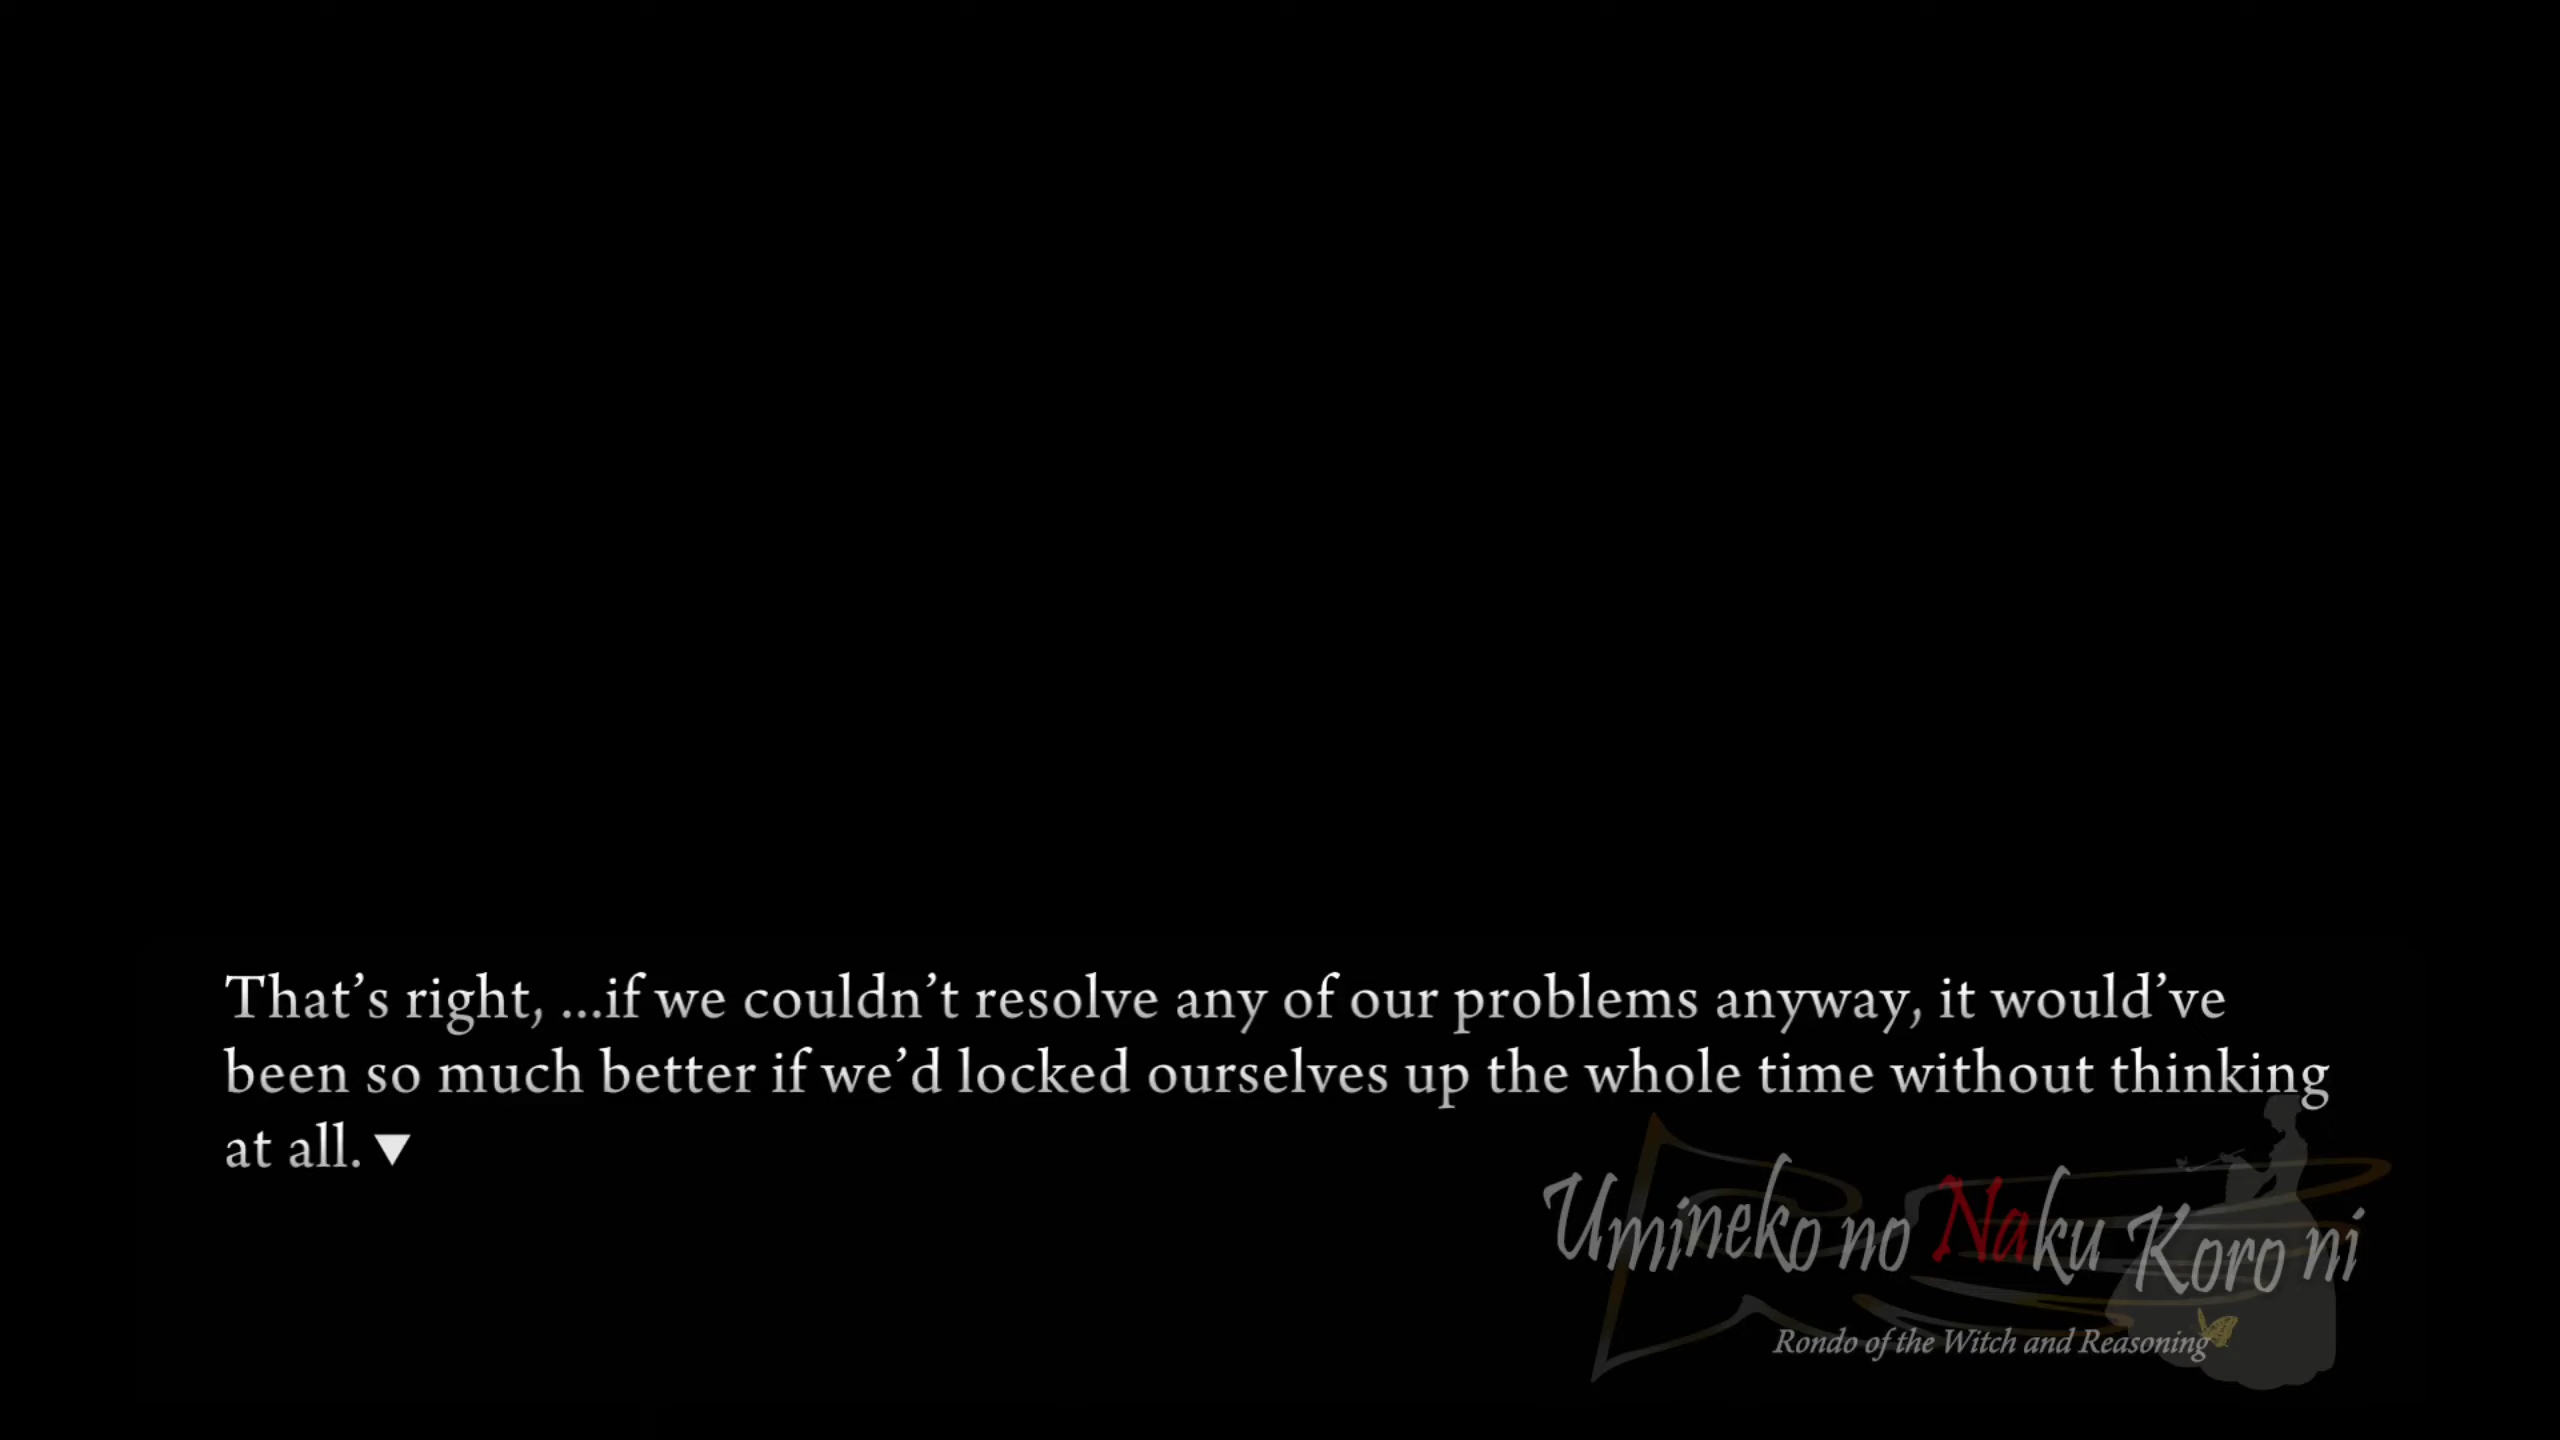 That’s right, ...if we couldn’t resolve any of our problems anyway, it would’ve
been so much better if we’d locked ourselves up the whole time without thinking
at all.
Umineko no Naku Koro ni
Rondo of the Witch and Reasoning